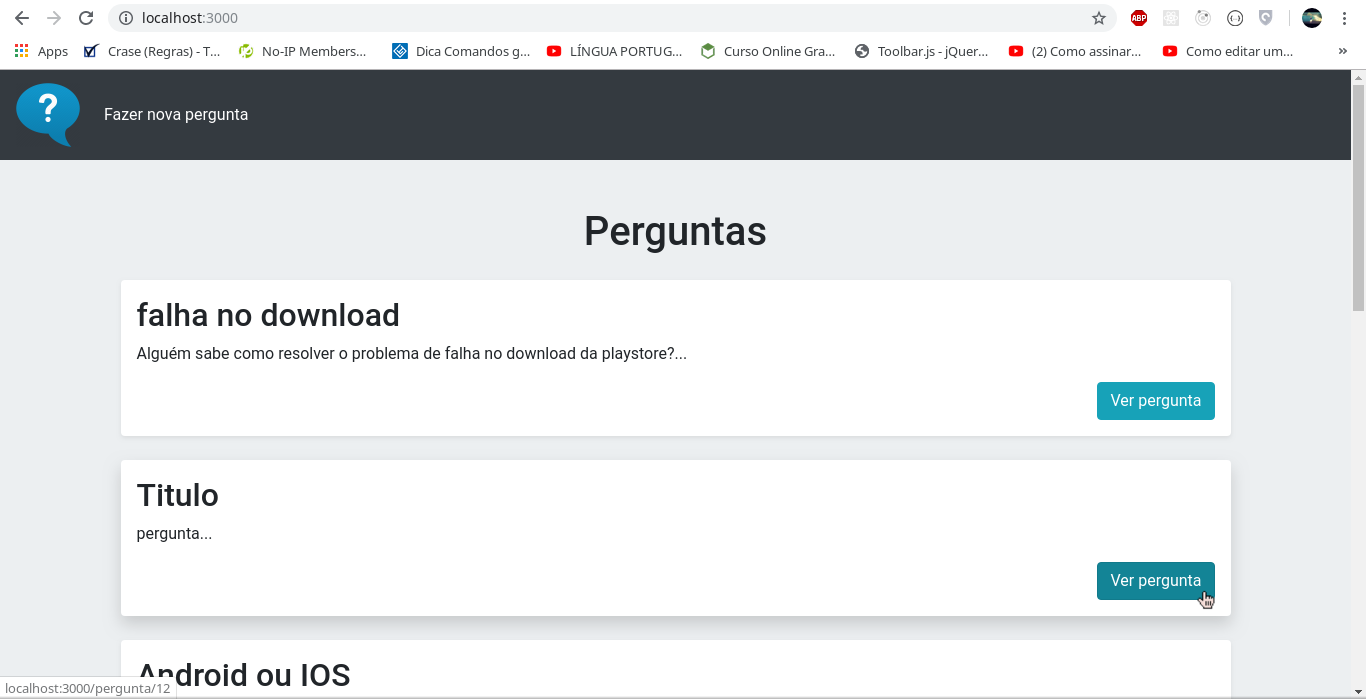 localhost:3000
ABP
Apps Crase (Regras) - T... No-IP Members... Dica Comandos g... LÍNGUA PORTUG... Curso Online Gra... Toolbar.js - jQuer... (2) Como assinar... Como editar um... »
? Fazer nova pergunta
Perguntas
falha no download
Alguém sabe como resolver o problema de falha no download da playstore?...
Ver pergunta
Titulo
pergunta...
Ver pergunta
Android ou IOS
localhost:3000/pergunta/12